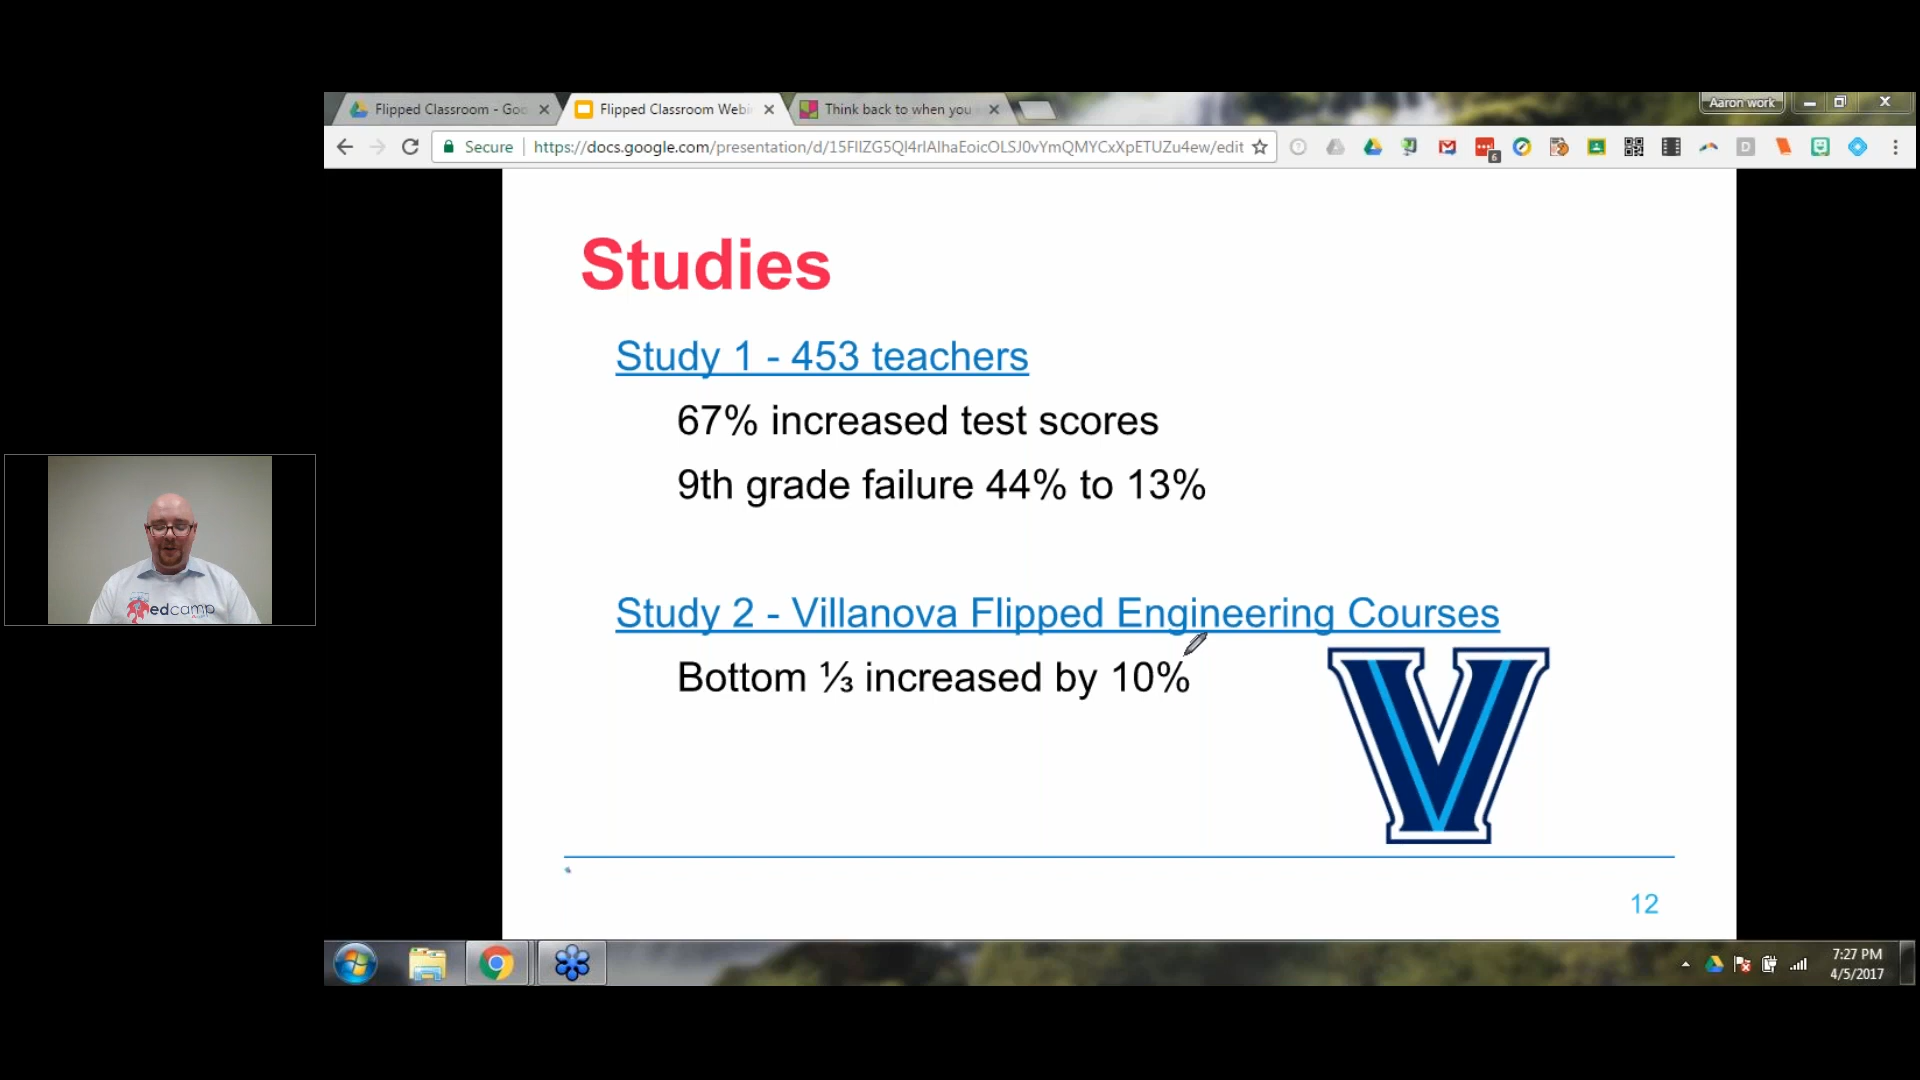 Flipped Classroom - Goo
Flipped Classroom Webi
Think back to when you
Aaron work
Secure
https://docs.google.com/presentation/d/15FIlZG5Ql4rIAlhaEoicOLSJ0vYmQMYCxXpETUZu4ew/edit
6
D
Studies
Study 1 - 453 teachers
67% increased test scores
9th grade failure 44% to 13%
Study 2 - Villanova Flipped Engineering Courses
Bottom ⅓ increased by 10%
V
12
edcamp
7:27 PM
4/5/2017